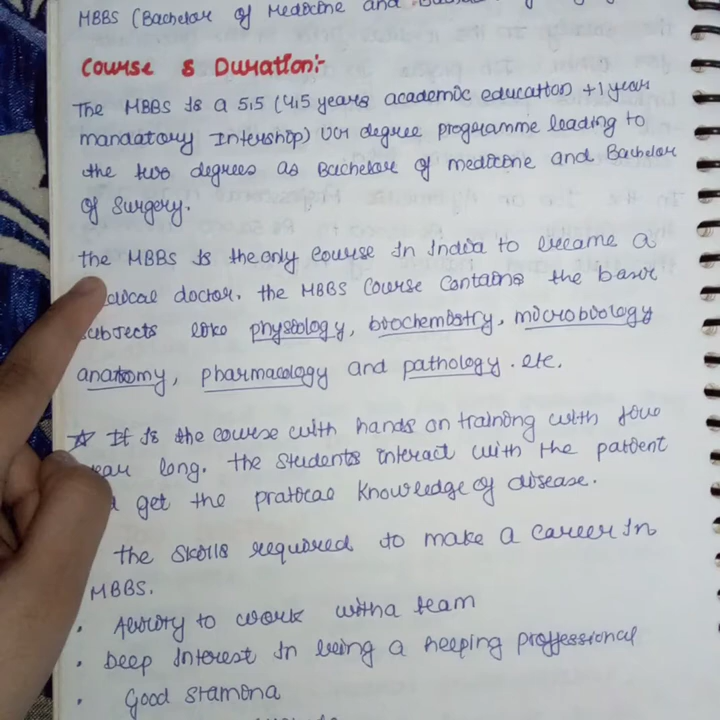 MBBS (Bachelor of Medicine and
Course & Duration:-
The MBBS is a 5.5 (4.5 years academic education + 1 year
mandatory Intership) UG degree programme leading to
the two degrees as Bachelor of medicine and Bachelor
of Surgery.
The MBBS is the only course in India to became a
doctor. the MBBS Course Contains the basic
subjects like physiology, biochemistry, microbiology
anatomy, pharmacology and pathology. etc.
☆ It is the course with hands on training with four
year long. The students interact with the patient
get the pratical knowledge of disease.
the skills required to make a career in
MBBS.
• Ability to work with a team
• Deep interest in being a helping proffessional
• Good stamina